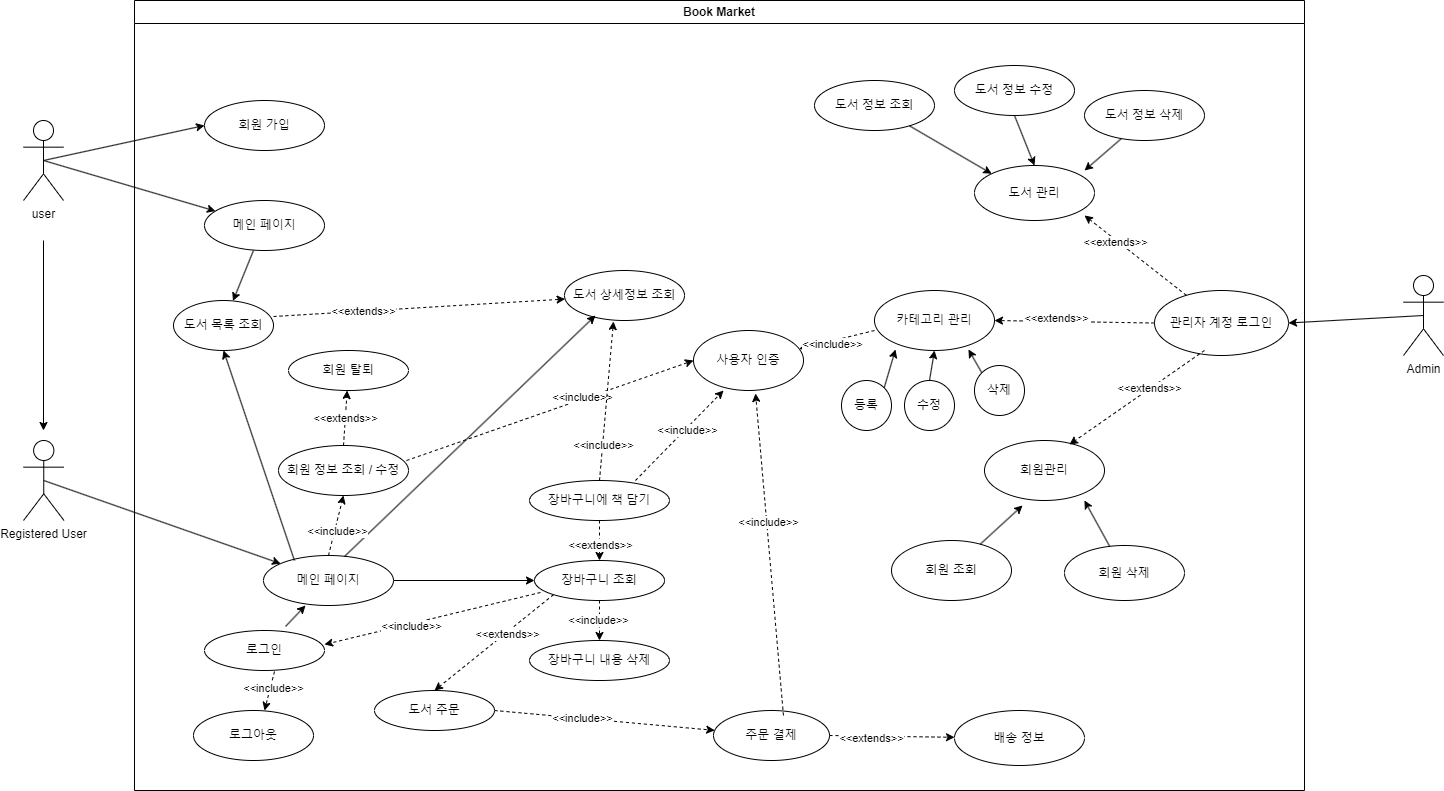 Book Market
도서 정보 조회
도서 정보 수정
도서 정보 삭제
회원 가입
도서 관리
user
메인 페이지
<<extends>>
도서 목록 조회
<<extends>>
도서 상세정보 조회
카테고리 관리
<<extends>>
관리자 계정 로그인
Admin
사용자 인증
<<include>>
회원 탈퇴
<<extends>>
<<include>>
등록
수정
삭제
<<extends>>
<<extends>>
<<include>>
<<include>>
회원 정보 조회 / 수정
회원관리
장바구니에 책 담기
Registered User
<<include>>
<<extends>>
<<include>>
메인 페이지
장바구니 조회
회원 조회
회원 삭제
<<include>>
<<extends>>
<<include>>
로그인
장바구니 내용 삭제
<<include>>
도서 주문
<<include>>
로그아웃
주문 결제
<<extends>>
배송 정보